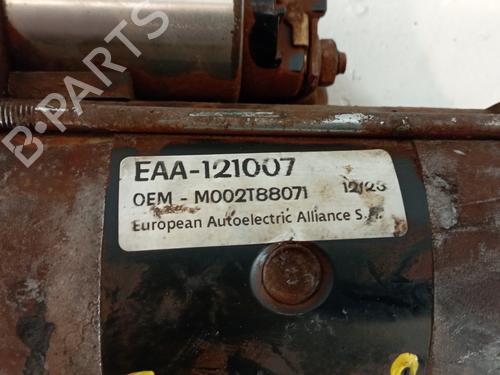 B-PARTS
EAA-121007
OEM - M002T88071 12/23
European Autoelectric Alliance